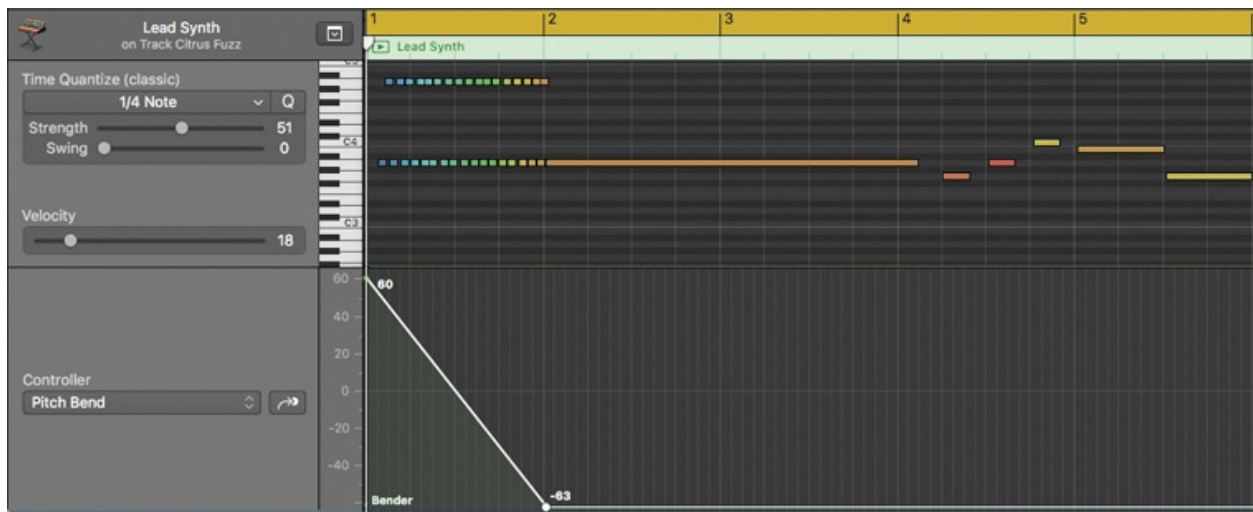 Lead Synth
on Track Citrus Fuzz
1 2 3 4 5
Lead Synth
Time Quantize (classic)
1/4 Note Q
Strength 51
Swing 0
C4
Velocity
C3
18
60
60
40
20
Controller
0
Pitch Bend
-20
-40
-63
Bender